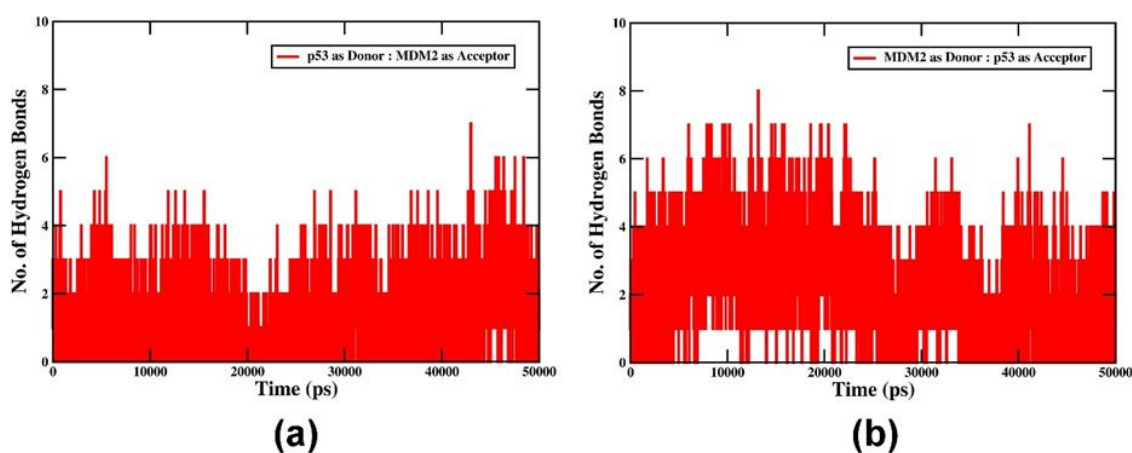 10
8
6
4
2
0
No. of Hydrogen Bonds
p53 as Donor : MDM2 as Acceptor
0 10000 20000 30000 40000 50000
Time (ps)
(a)
10
8
6
4
2
0
No. of Hydrogen Bonds
MDM2 as Donor : p53 as Acceptor
0 10000 20000 30000 40000 50000
Time (ps)
(b)